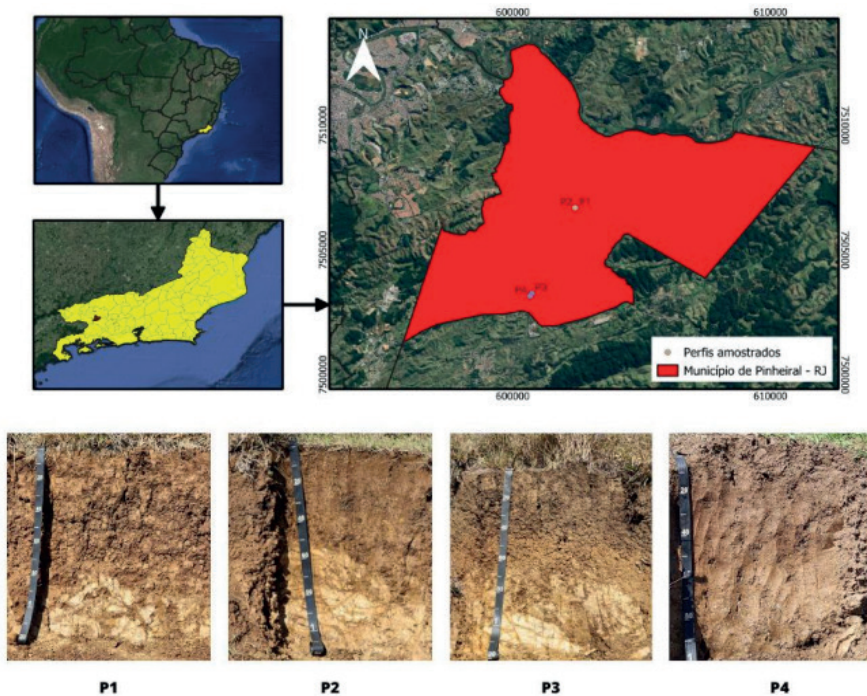 600000 610000
N
7510000 7510000
P2 P1
7505000 7505000
P4 P3
Perfis amostrados
Município de Pinheiral - RJ
7500000 7500000
600000 610000
P1 P2 P3 P4